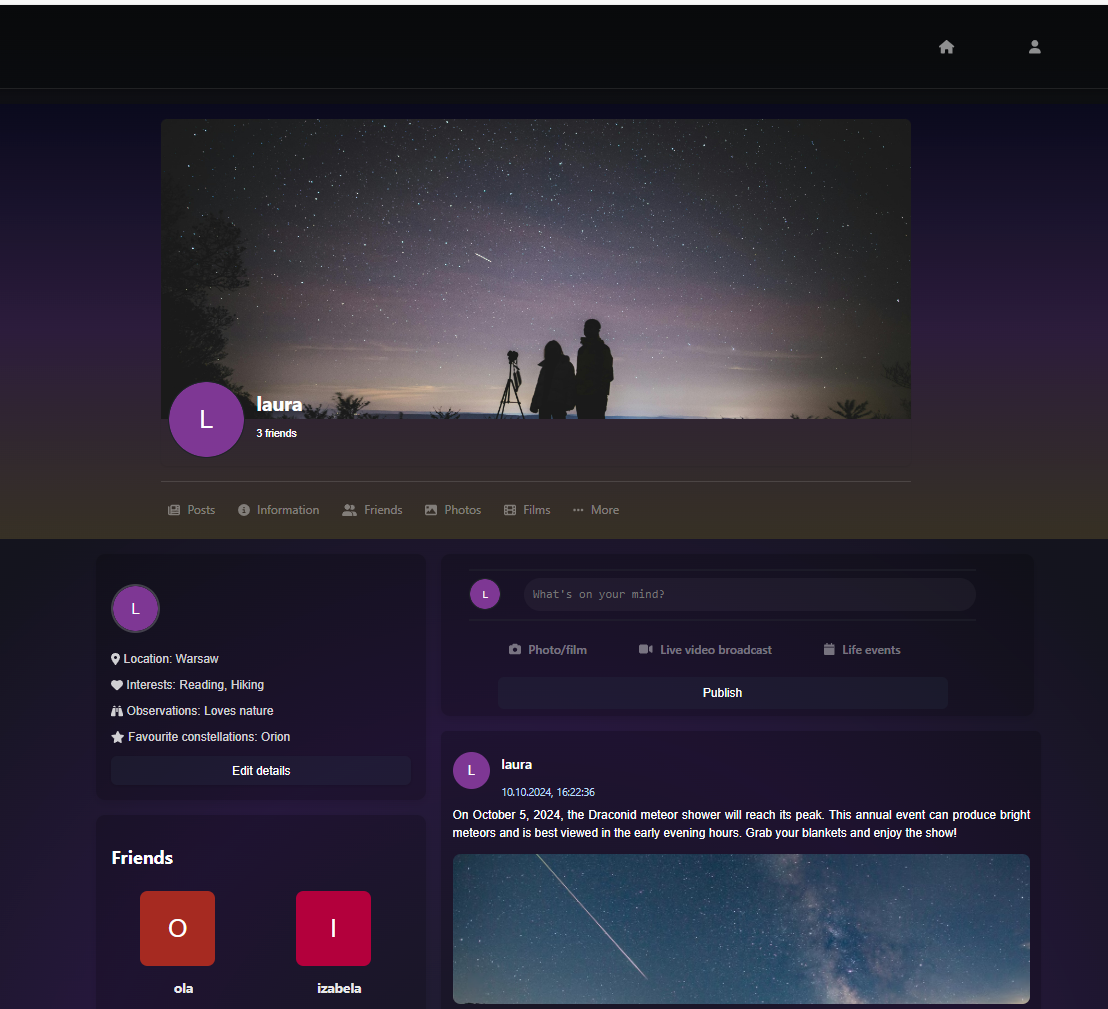 L
laura
3 friends
Posts
Information
Friends
Photos
Films
More
L
Location: Warsaw
Interests: Reading, Hiking
Observations: Loves nature
Favourite constellations: Orion
Edit details
Friends
O
I
ola
izabela
L
What's on your mind?
Photo/film
Live video broadcast
Life events
Publish
L
laura
10.10.2024, 16:22:36
On October 5, 2024, the Draconid meteor shower will reach its peak. This annual event can produce bright
meteors and is best viewed in the early evening hours. Grab your blankets and enjoy the show!